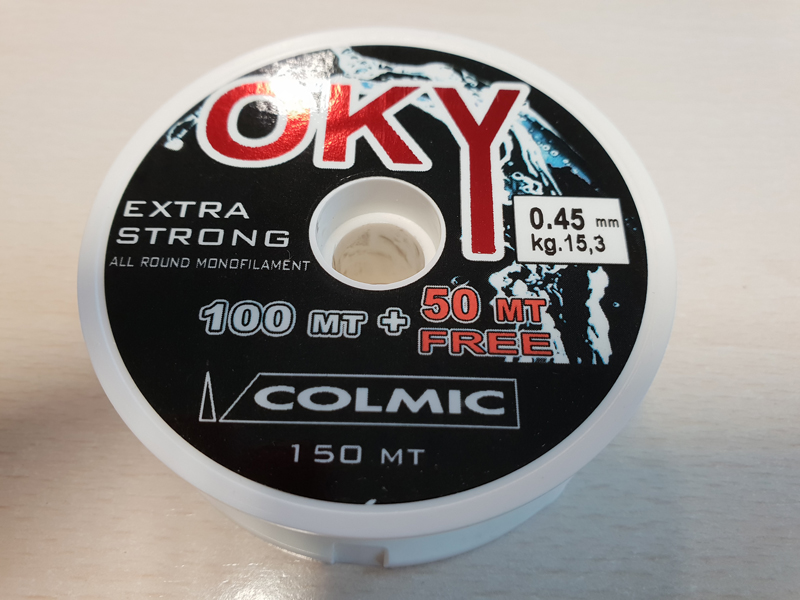 OKY
EXTRA
STRONG
ALL ROUND MONOFILAMENT
0.45 mm
kg.15,3
100 MT + 50 MT
FREE
COLMIC
150 MT